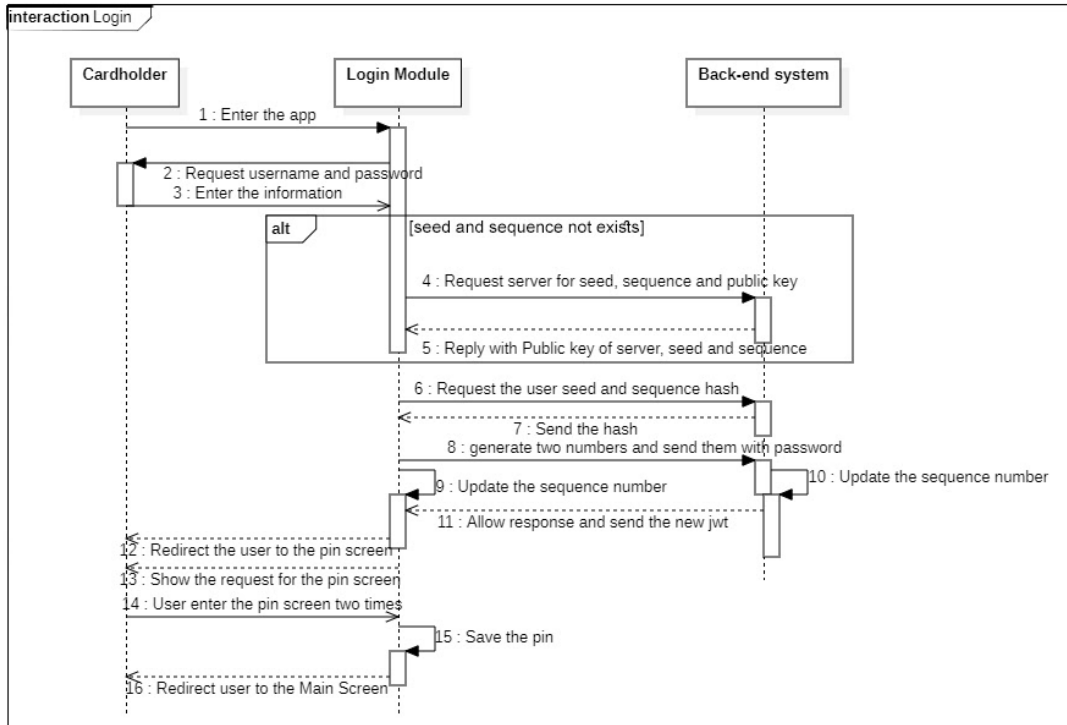 interaction Login
Cardholder
Login Module
Back-end system
1 : Enter the app
2 : Request username and password
3 : Enter the information
alt
[seed and sequence not exists]
4 : Request server for seed, sequence and public key
5 : Reply with Public key of server, seed and sequence
6 : Request the user seed and sequence hash
7 : Send the hash
8 : generate two numbers and send them with password
9 : Update the sequence number
10 : Update the sequence number
11 : Allow response and send the new jwt
12 : Redirect the user to the pin screen
13 : Show the request for the pin screen
14 : User enter the pin screen two times
15 : Save the pin
16 : Redirect user to the Main Screen